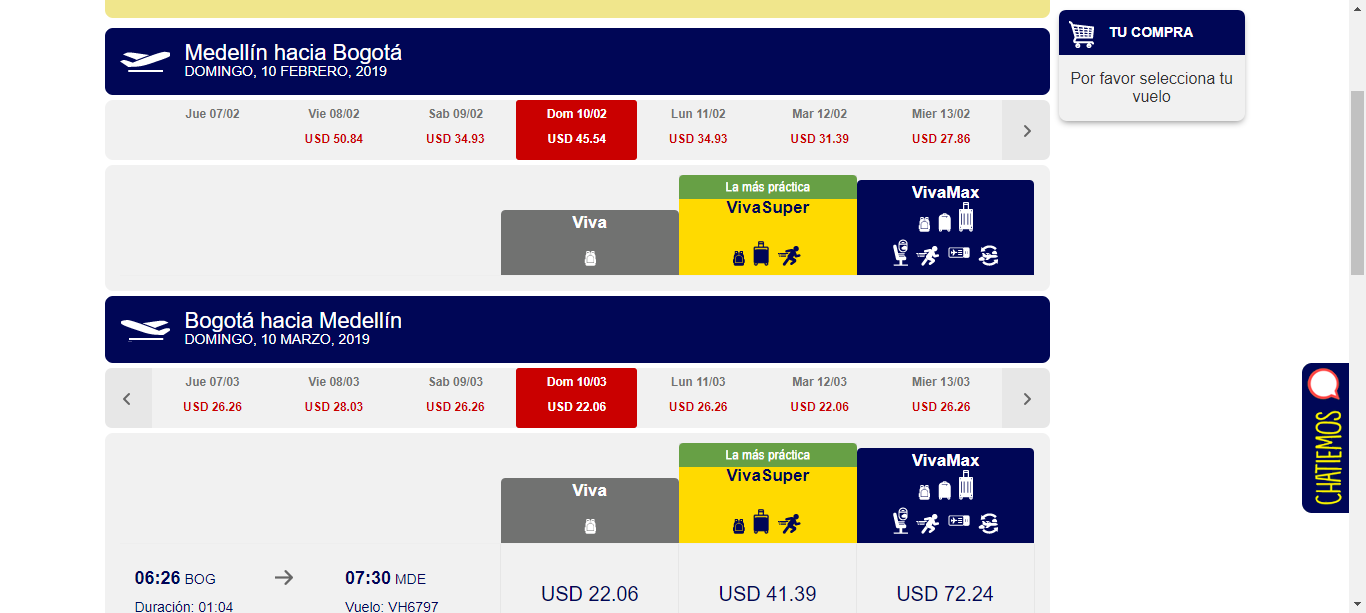 Medellín hacia Bogotá
DOMINGO, 10 FEBRERO, 2019
TU COMPRA
Por favor selecciona tu
vuelo
Jue 07/02 Vie 08/02 Sab 09/02 Dom 10/02 Lun 11/02 Mar 12/02 Mier 13/02
USD 50.84 USD 34.93 USD 45.54 USD 34.93 USD 31.39 USD 27.86
La más práctica
Viva VivaSuper VivaMax
Bogotá hacia Medellín
DOMINGO, 10 MARZO, 2019
Jue 07/03 Vie 08/03 Sab 09/03 Dom 10/03 Lun 11/03 Mar 12/03 Mier 13/03
USD 26.26 USD 28.03 USD 26.26 USD 22.06 USD 26.26 USD 22.06 USD 26.26
CHATIEMOS
La más práctica
Viva VivaSuper VivaMax
06:26 BOG 07:30 MDE USD 22.06 USD 41.39 USD 72.24
Duración: 01:04 Vuelo: VH6797